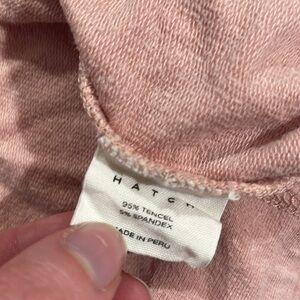 HATCH
95% TENCEL
5% SPANDEX
MADE IN PERU